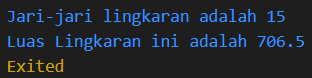 Jari-jari lingkaran adalah 15
Luas Lingkaran ini adalah 706.5
Exited